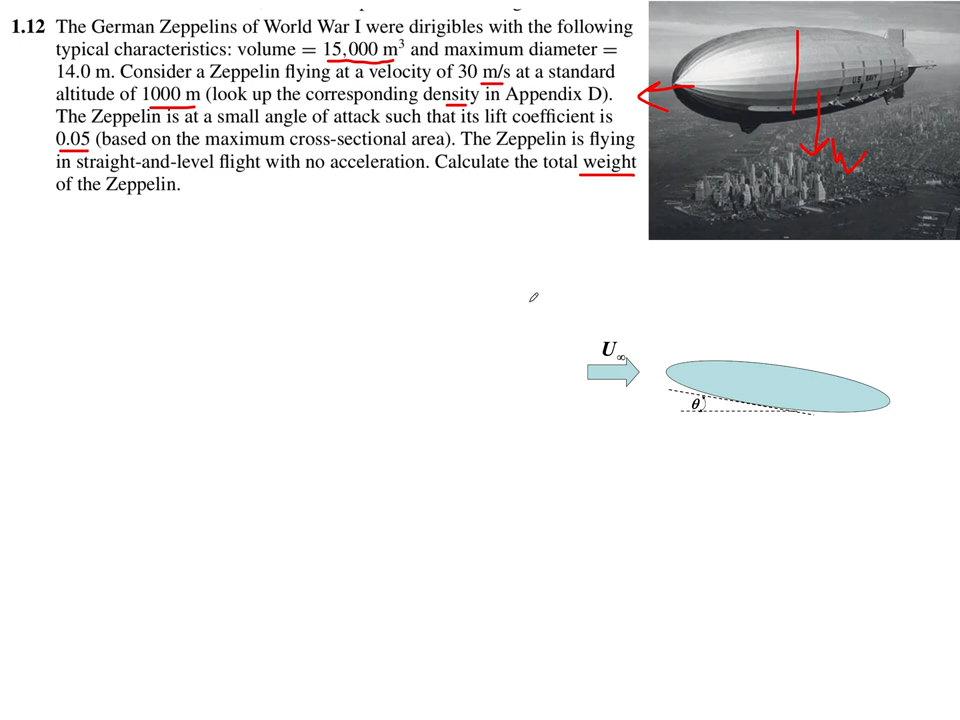 1.12 The German Zeppelins of World War I were dirigibles with the following
typical characteristics: volume = 15,000 m³ and maximum diameter =
14.0 m. Consider a Zeppelin flying at a velocity of 30 m/s at a standard
altitude of 1000 m (look up the corresponding density in Appendix D).
The Zeppelin is at a small angle of attack such that its lift coefficient is
0.05 (based on the maximum cross-sectional area). The Zeppelin is flying
in straight-and-level flight with no acceleration. Calculate the total weight
of the Zeppelin.
U.S. NAVY
W
U∞
θ